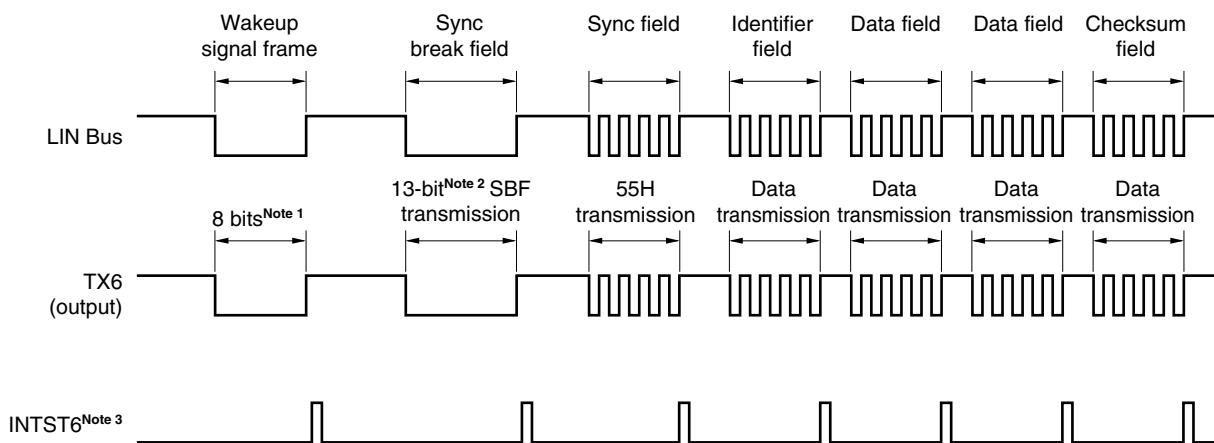 Wakeup
signal frame
Sync
break field
Sync field
Identifier
field
Data field
Data field
Checksum
field
LIN Bus
8 bitsNote 1
13-bitNote 2 SBF
transmission
55H
transmission
Data
transmission
Data
transmission
Data
transmission
Data
transmission
TX6
(output)
INTST6Note 3